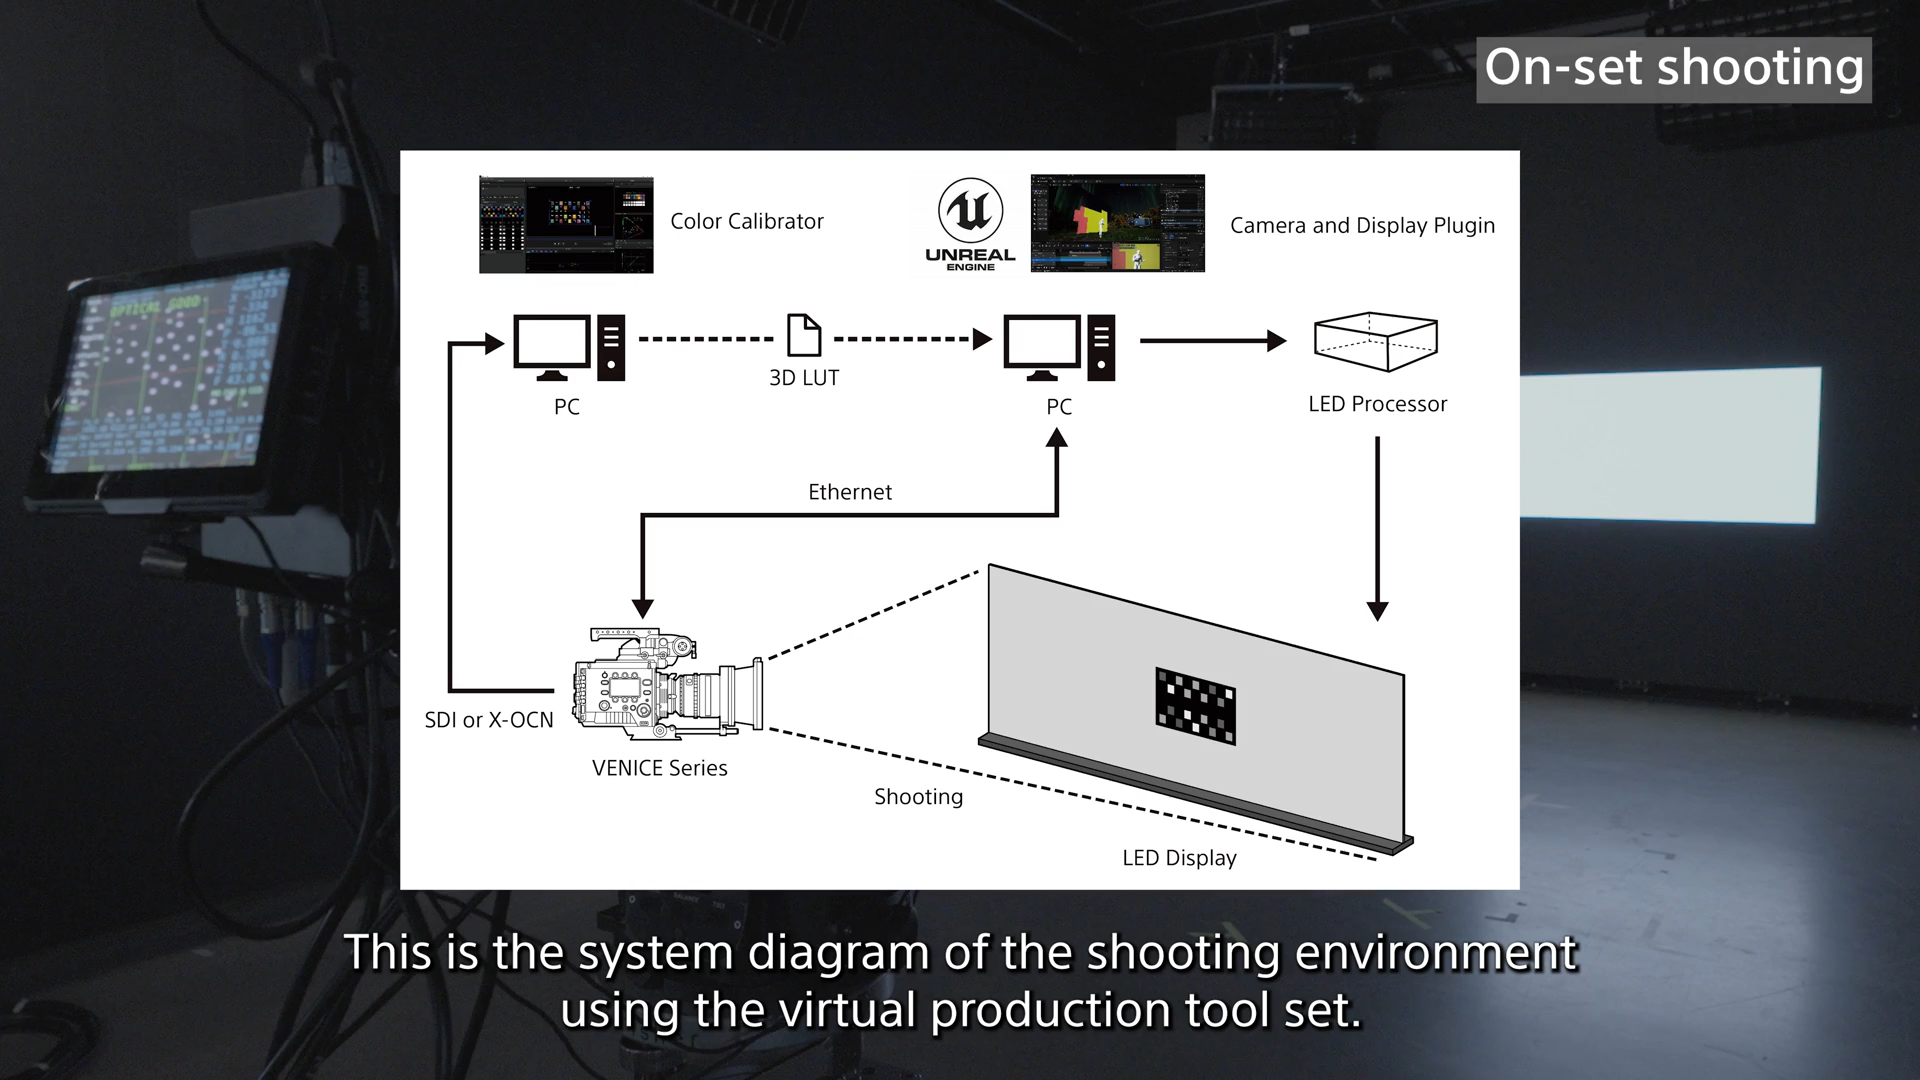 On-set shooting
Color Calibrator
UNREAL
ENGINE
Camera and Display Plugin
PC
3D LUT
PC
LED Processor
Ethernet
SDI or X-OCN
VENICE Series
Shooting
LED Display
OPTICAL GOOD
This is the system diagram of the shooting environment
using the virtual production tool set.